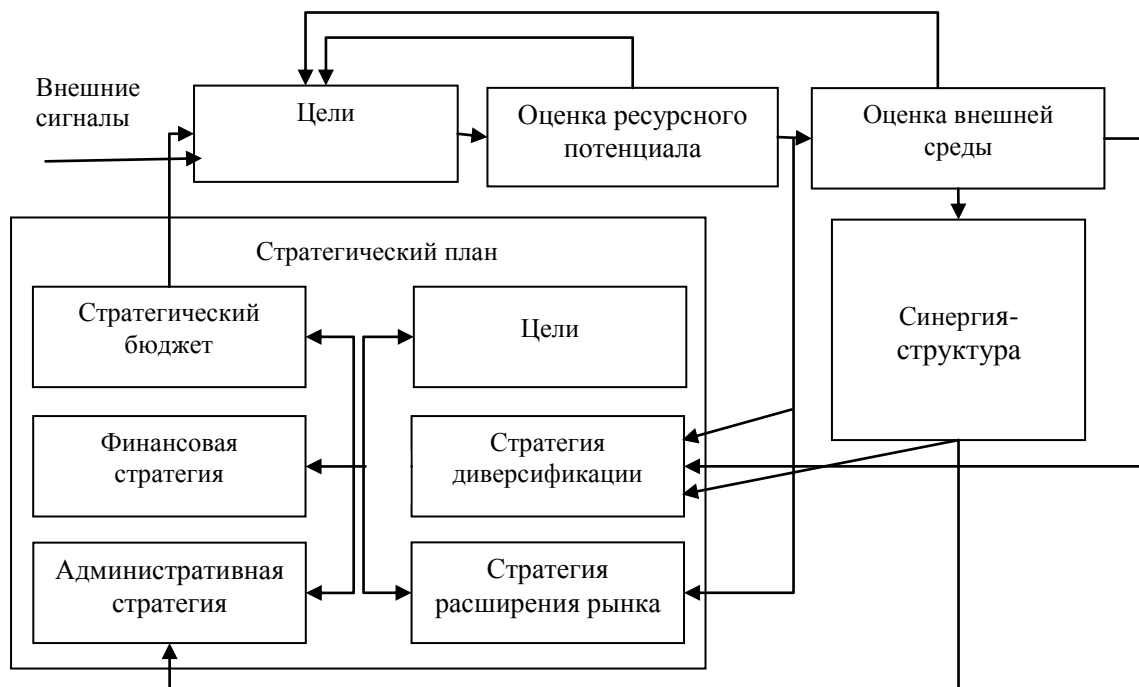 Внешние
сигналы
Цели
Оценка ресурсного
потенциала
Оценка внешней
среды
Стратегический план
Стратегический
бюджет
Цели
Синергия-
структура
Финансовая
стратегия
Стратегия
диверсификации
Административная
стратегия
Стратегия
расширения рынка